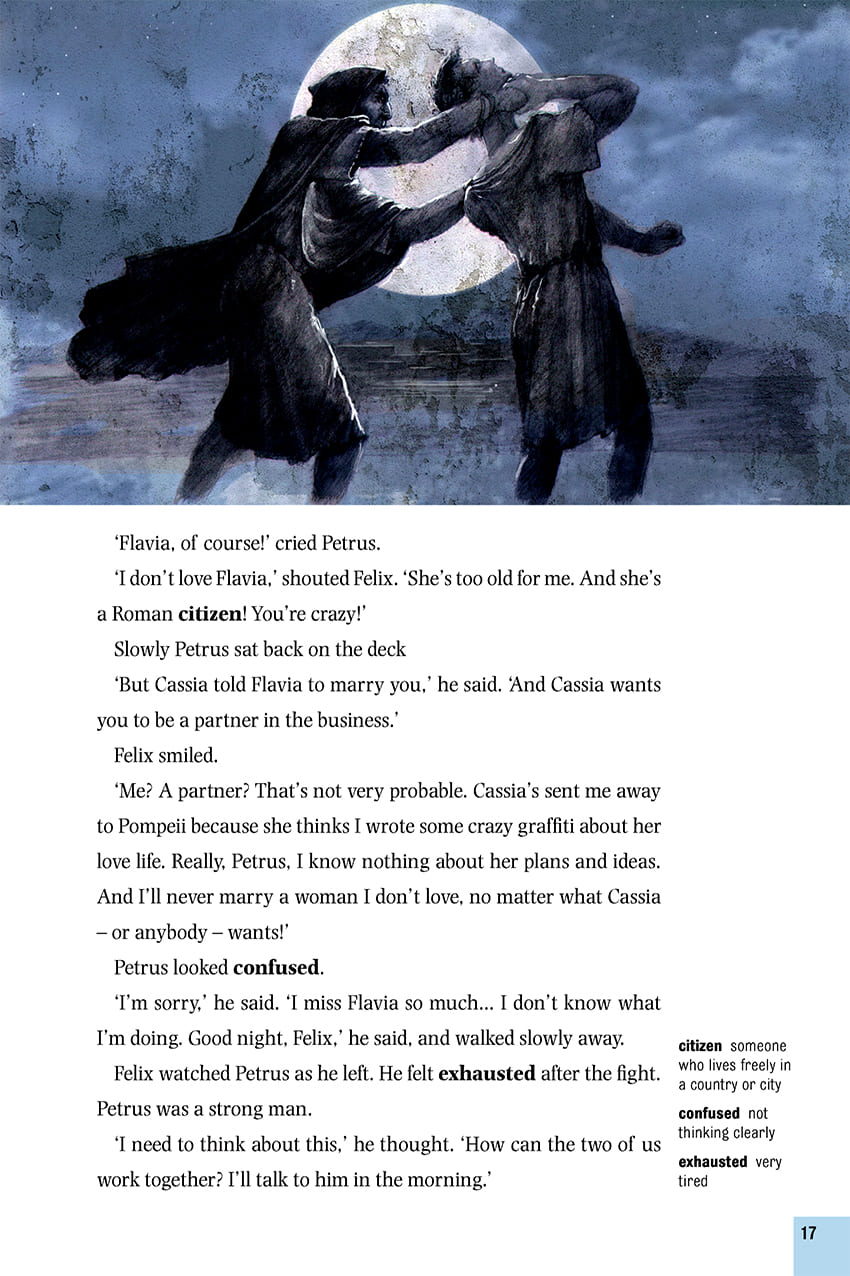 ‘Flavia, of course!’ cried Petrus.
‘I don’t love Flavia,’ shouted Felix. ‘She’s too old for me. And she’s
a Roman citizen! You’re crazy!’
Slowly Petrus sat back on the deck
‘But Cassia told Flavia to marry you,’ he said. ‘And Cassia wants
you to be a partner in the business.’
Felix smiled.
‘Me? A partner? That’s not very probable. Cassia’s sent me away
to Pompeii because she thinks I wrote some crazy graffiti about her
love life. Really, Petrus, I know nothing about her plans and ideas.
And I’ll never marry a woman I don’t love, no matter what Cassia
– or anybody – wants!’
Petrus looked confused.
‘I’m sorry,’ he said. ‘I miss Flavia so much... I don’t know what
I’m doing. Good night, Felix,’ he said, and walked slowly away.
Felix watched Petrus as he left. He felt exhausted after the fight.
Petrus was a strong man.
‘I need to think about this,’ he thought. ‘How can the two of us
work together? I’ll talk to him in the morning.’
citizen someone
who lives freely in
a country or city
confused not
thinking clearly
exhausted very
tired
17